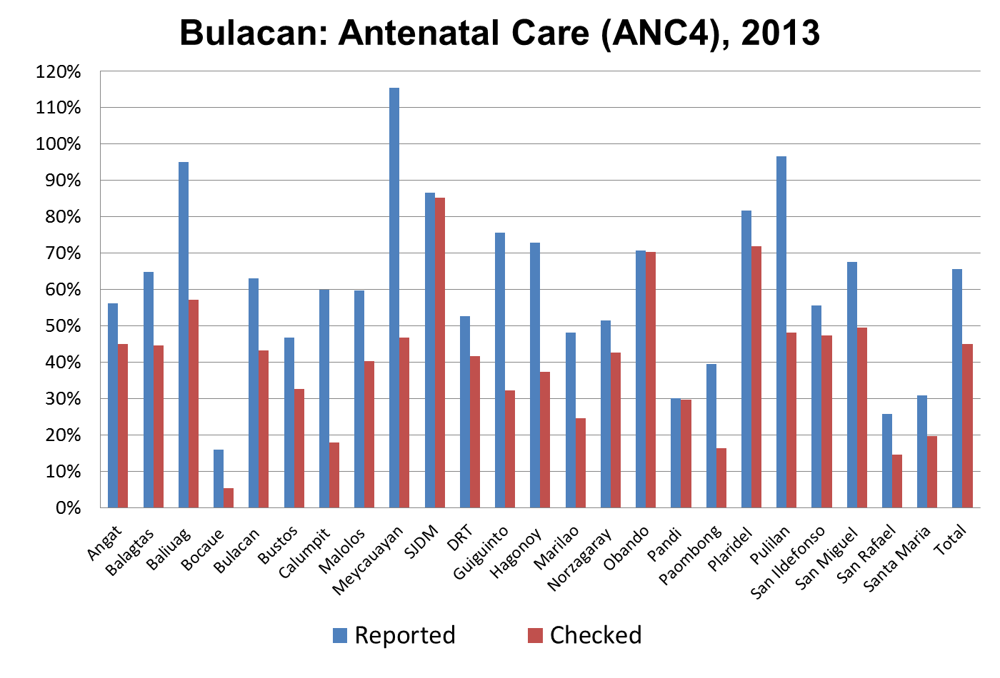 Bulacan: Antenatal Care (ANC4), 2013
120%
110%
100%
90%
80%
70%
60%
50%
40%
30%
20%
10%
0%
Angat
Balagtas
Baliuag
Bocaue
Bulacan
Bustos
Calumpit
Malolos
Meycauayan
SJDM
DRT
Guiguinto
Hagonoy
Marilao
Norzagaray
Obando
Pandi
Paombong
Plaridel
Pulilan
San Ildefonso
San Miguel
San Rafael
Santa Maria
Total
Reported
Checked